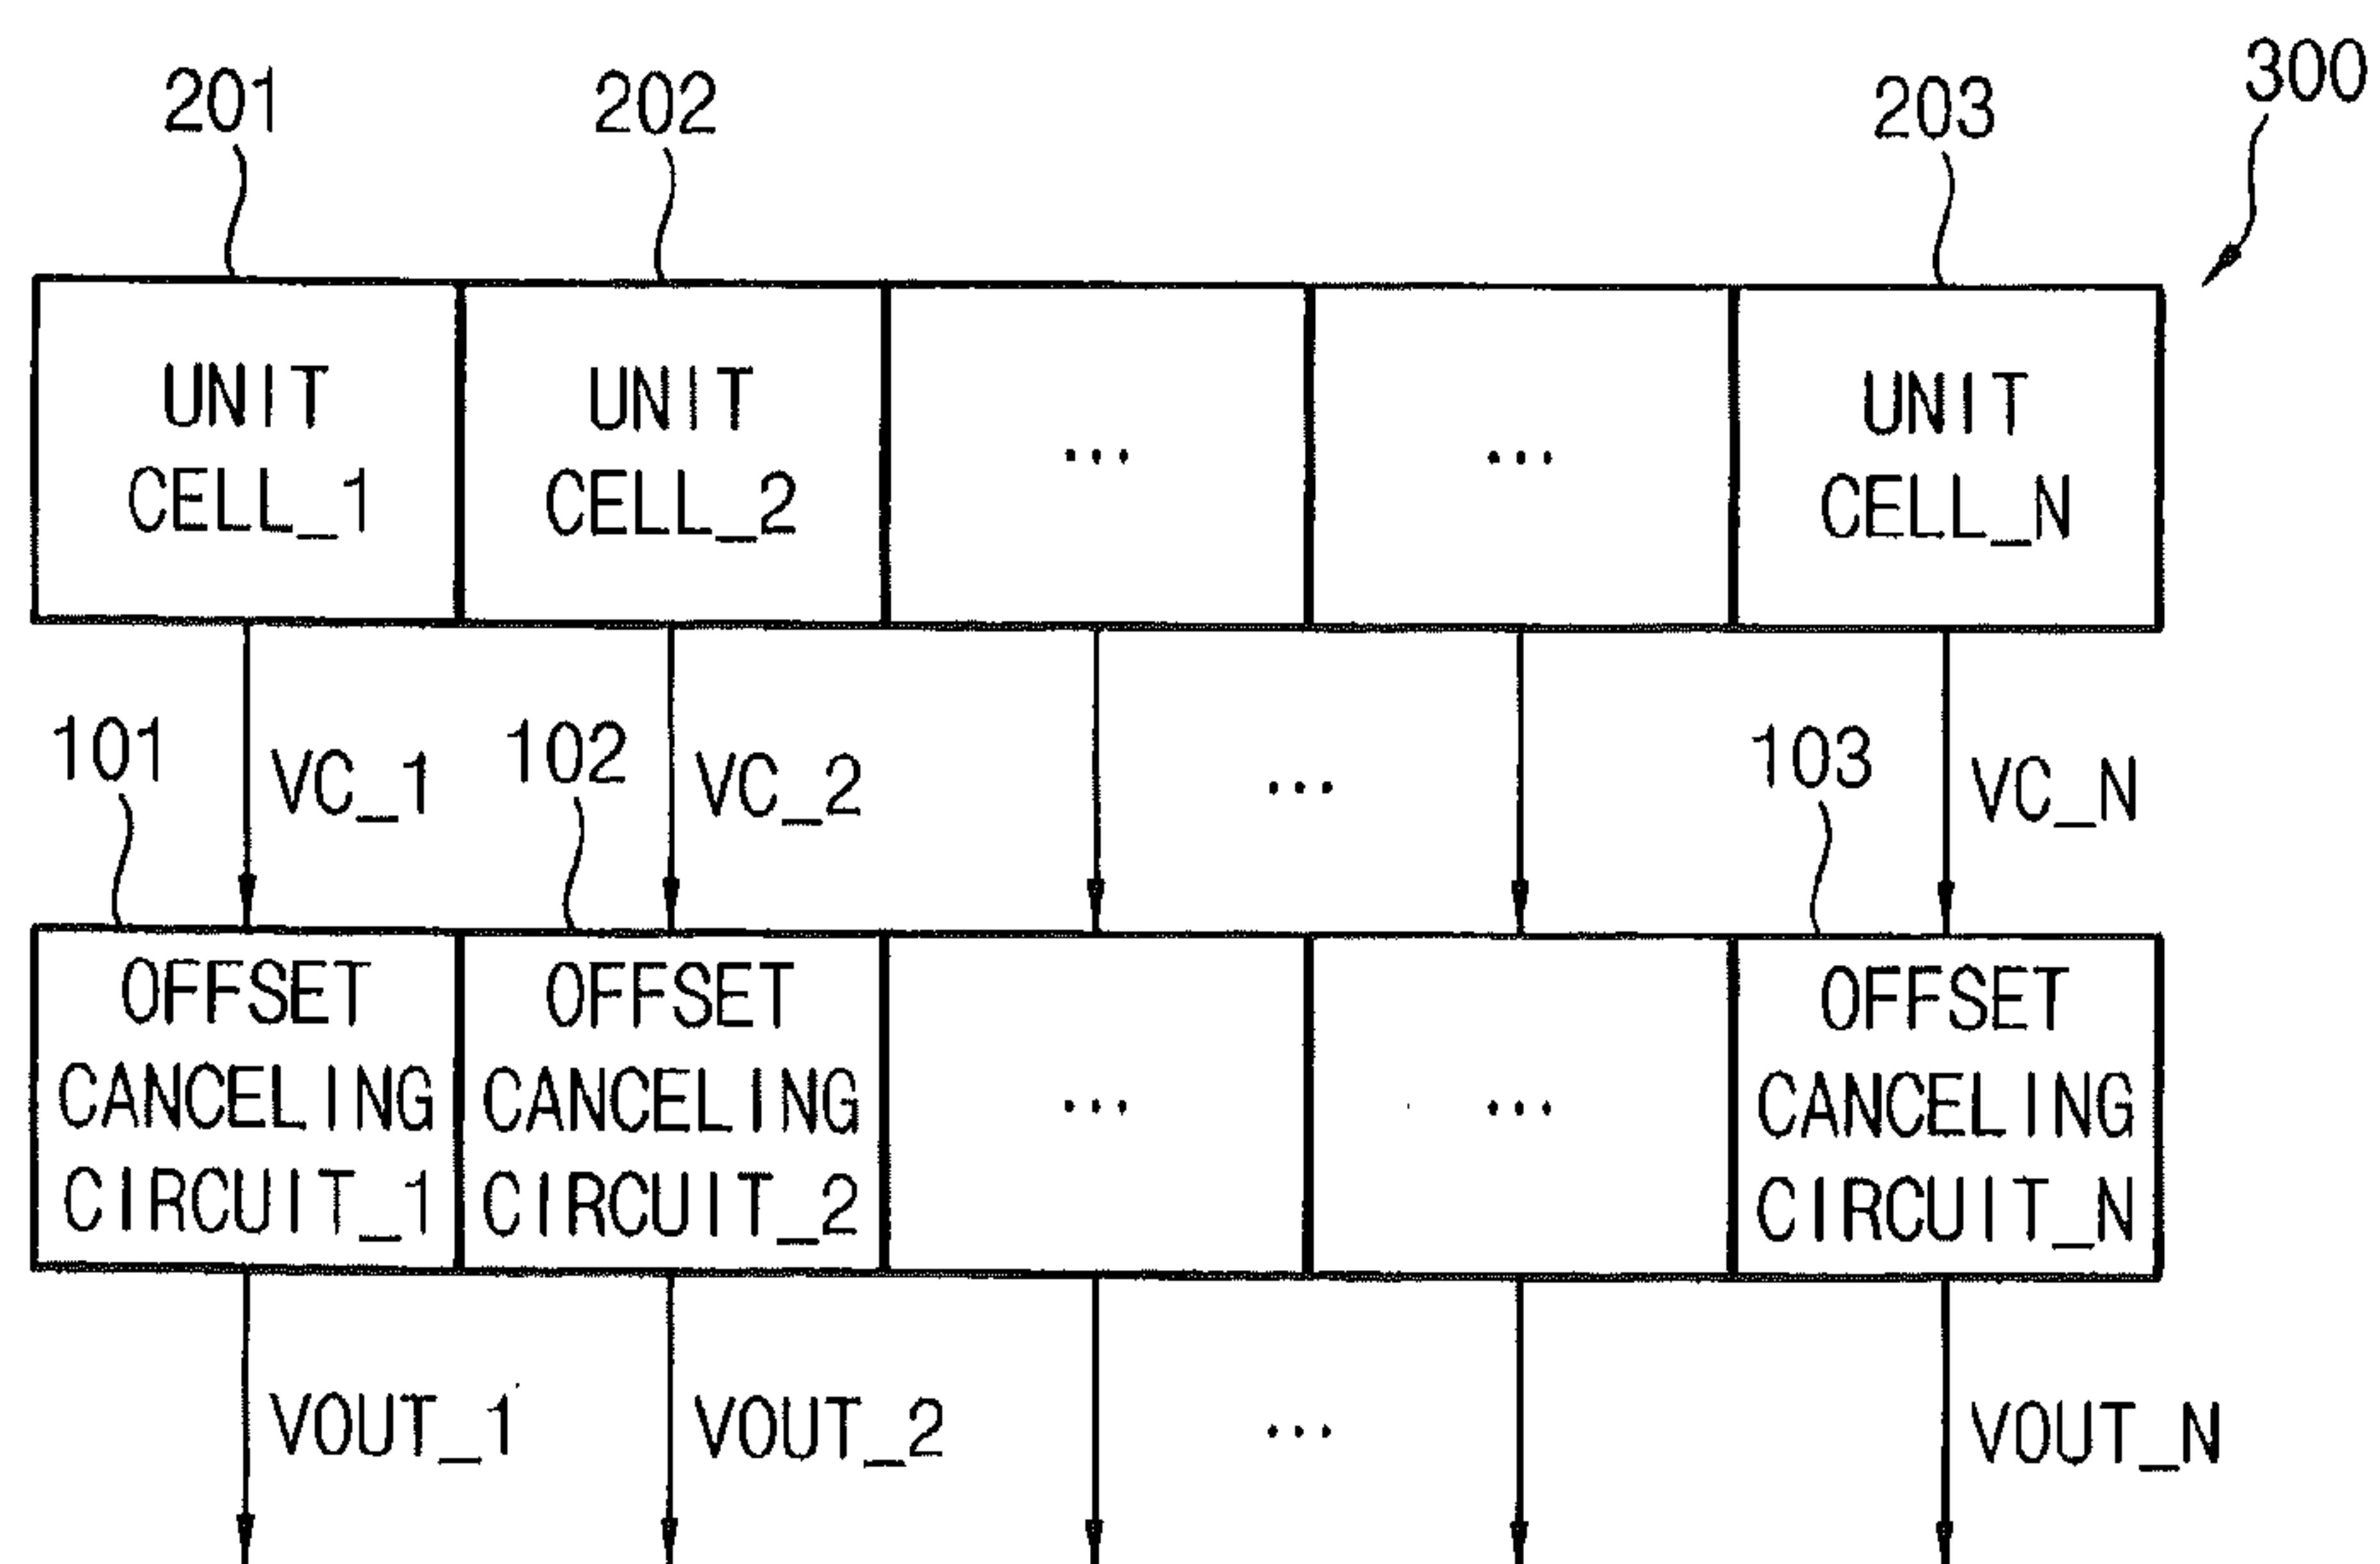 201 202 203 300
UNIT UNIT UNIT
CELL_1 CELL_2 ... ... CELL_N
101 VC_1 102 VC_2 ... 103 VC_N
OFFSET OFFSET OFFSET
CANCELING CANCELING ... ... CANCELING
CIRCUIT_1 CIRCUIT_2 CIRCUIT_N
VOUT_1 VOUT_2 ... VOUT_N